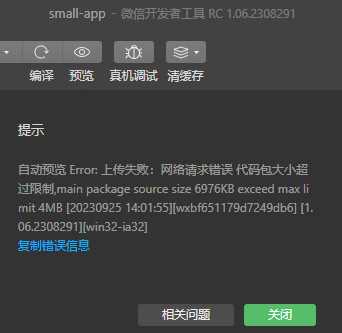 small-app - 微信开发者工具 RC 1.06.2308291
编译 预览 真机调试 清缓存
提示
自动预览 Error: 上传失败：网络请求错误 代码包大小超
过限制,main package source size 6976KB exceed max li
mit 4MB [20230925 14:01:55][wxbf651179d7249db6] [1.
06.2308291][win32-ia32]
复制错误信息
相关问题 关闭